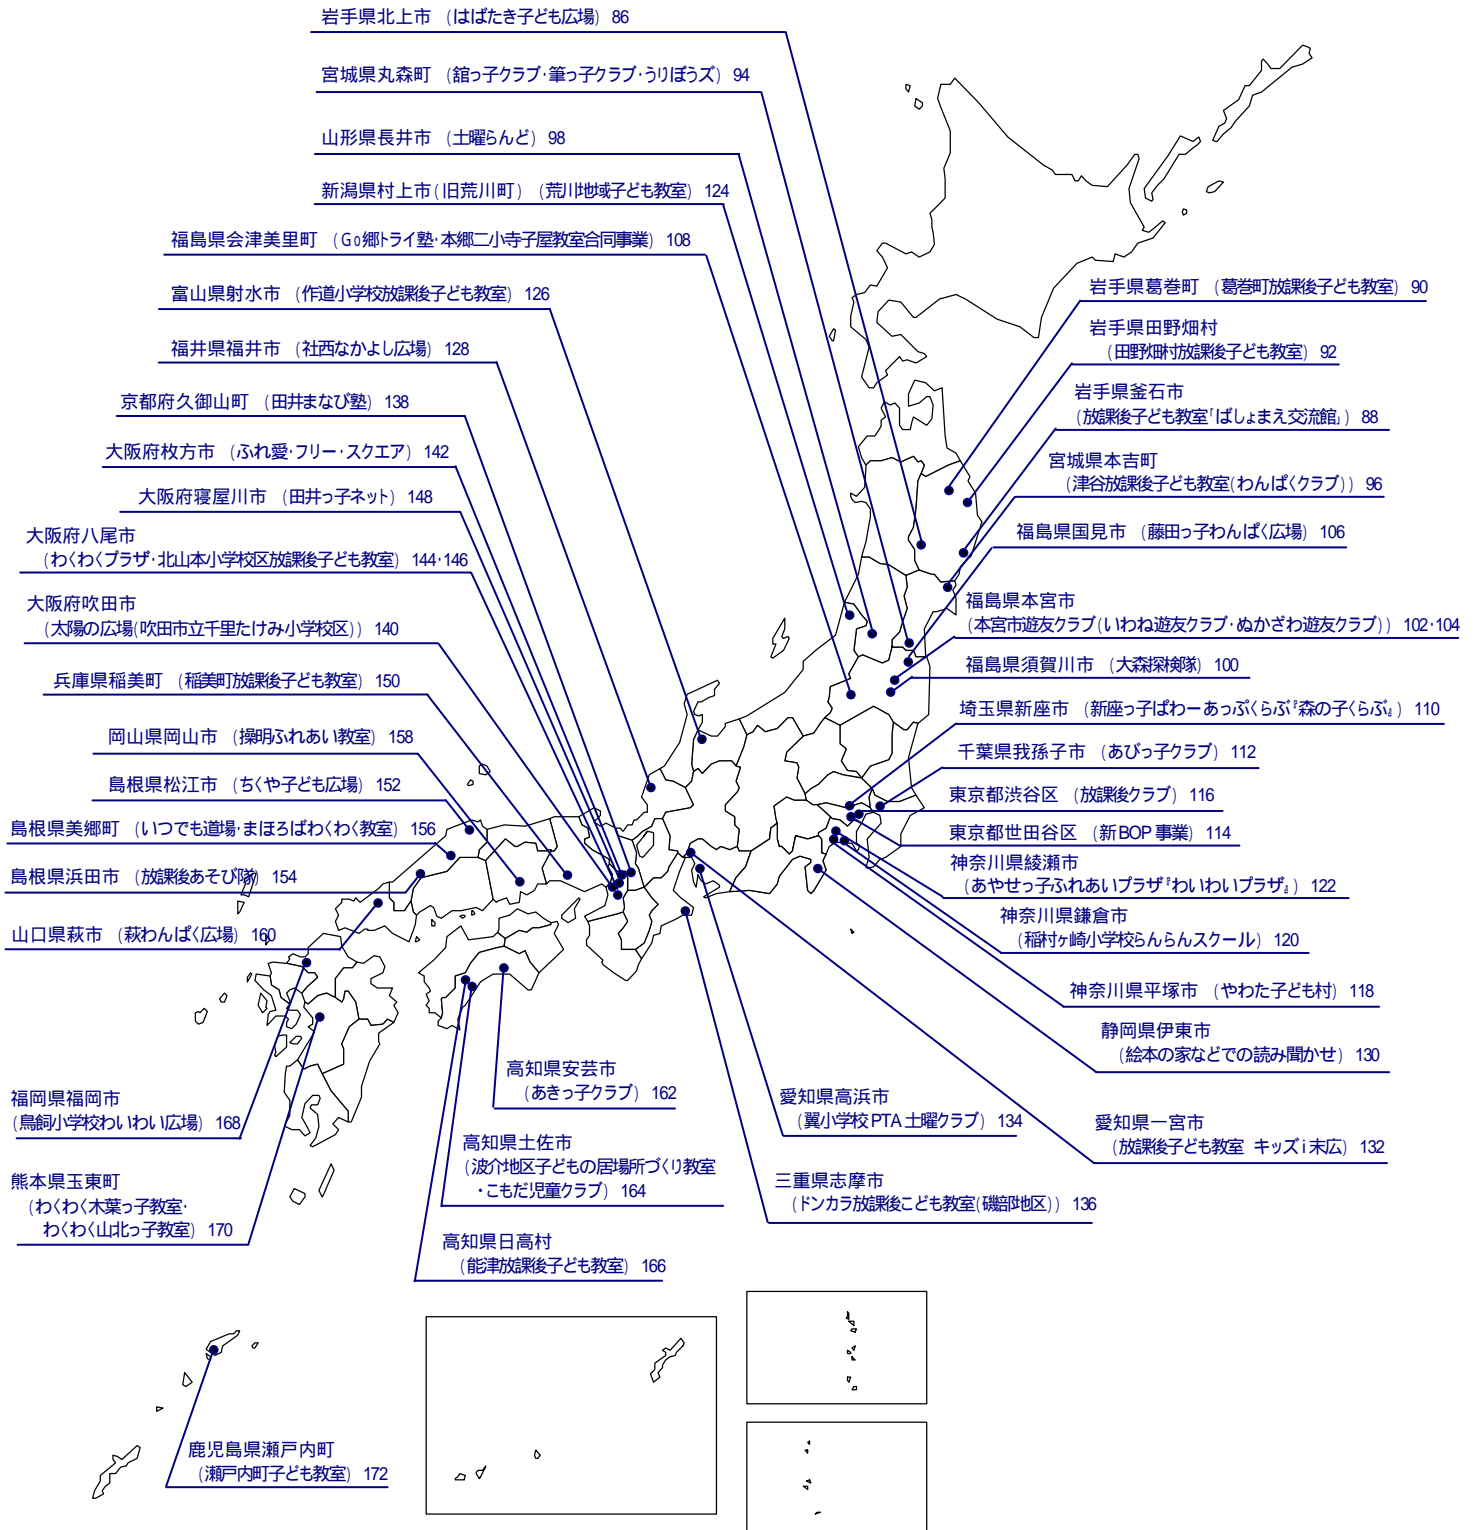 岩手県北上市 (はばたき子ども広場) 86
宮城県丸森町 (舘っ子クラブ・筆っ子クラブ・うりぼうズ) 94
山形県長井市 (土曜らんど) 98
新潟県村上市(旧荒川町) (荒川地域子ども教室) 124
福島県会津美里町 (Go郷トライ塾・本郷二小寺子屋教室合同事業) 108
富山県射水市 (作道小学校放課後子ども教室) 126
福井県福井市 (社西なかよし広場) 128
京都府久御山町 (田井まなび塾) 138
大阪府枚方市 (ふれ愛・フリー・スクエア) 142
大阪府寝屋川市 (田井っ子ネット) 148
大阪府八尾市
(わくわくプラザ・北山本小学校区放課後子ども教室) 144・146
大阪府吹田市
(太陽の広場(吹田市立千里たけみ小学校区)) 140
兵庫県稲美町 (稲美町放課後子ども教室) 150
岡山県岡山市 (操明ふれあい教室) 158
島根県松江市 (ちくや子ども広場) 152
島根県美郷町 (いつでも道場・まほろばわくわく教室) 156
島根県浜田市 (放課後あそび隊) 154
山口県萩市 (萩わんぱく広場) 160
福岡県福岡市
(鳥飼小学校わいわい広場) 168
熊本県玉東町
(わくわく木葉っ子教室・
わくわく山北っ子教室) 170
鹿児島県瀬戸内町
(瀬戸内町子ども教室) 172
岩手県葛巻町 (葛巻町放課後子ども教室) 90
岩手県田野畑村
(田野畑村放課後子ども教室) 92
岩手県釜石市
(放課後子ども教室「ばしょまえ交流館」) 88
宮城県本吉町
(津谷放課後子ども教室(わんぱくクラブ)) 96
福島県国見市 (藤田っ子わんぱく広場) 106
福島県本宮市
(本宮市遊友クラブ(いわね遊友クラブ・ぬかざわ遊友クラブ)) 102・104
福島県須賀川市 (大森探検隊) 100
埼玉県新座市 (新座っ子ぱわーあっぷくらぶ『森の子くらぶ』) 110
千葉県我孫子市 (あびっ子クラブ) 112
東京都渋谷区 (放課後クラブ) 116
東京都世田谷区 (新BOP事業) 114
神奈川県綾瀬市
(あやせっ子ふれあいプラザ『わいわいプラザ』) 122
神奈川県鎌倉市
(稲村ヶ崎小学校らんらんスクール) 120
神奈川県平塚市 (やわた子ども村) 118
静岡県伊東市
(絵本の家などでの読み聞かせ) 130
愛知県一宮市
(放課後子ども教室 キッズi末広) 132
愛知県高浜市
(翼小学校PTA土曜クラブ) 134
三重県志摩市
(ドンカラ放課後こども教室(磯部地区)) 136
高知県安芸市
(あきっ子クラブ) 162
高知県土佐市
(波介地区子どもの居場所づくり教室
・こもだ児童クラブ) 164
高知県日高村
(能津放課後子ども教室) 166